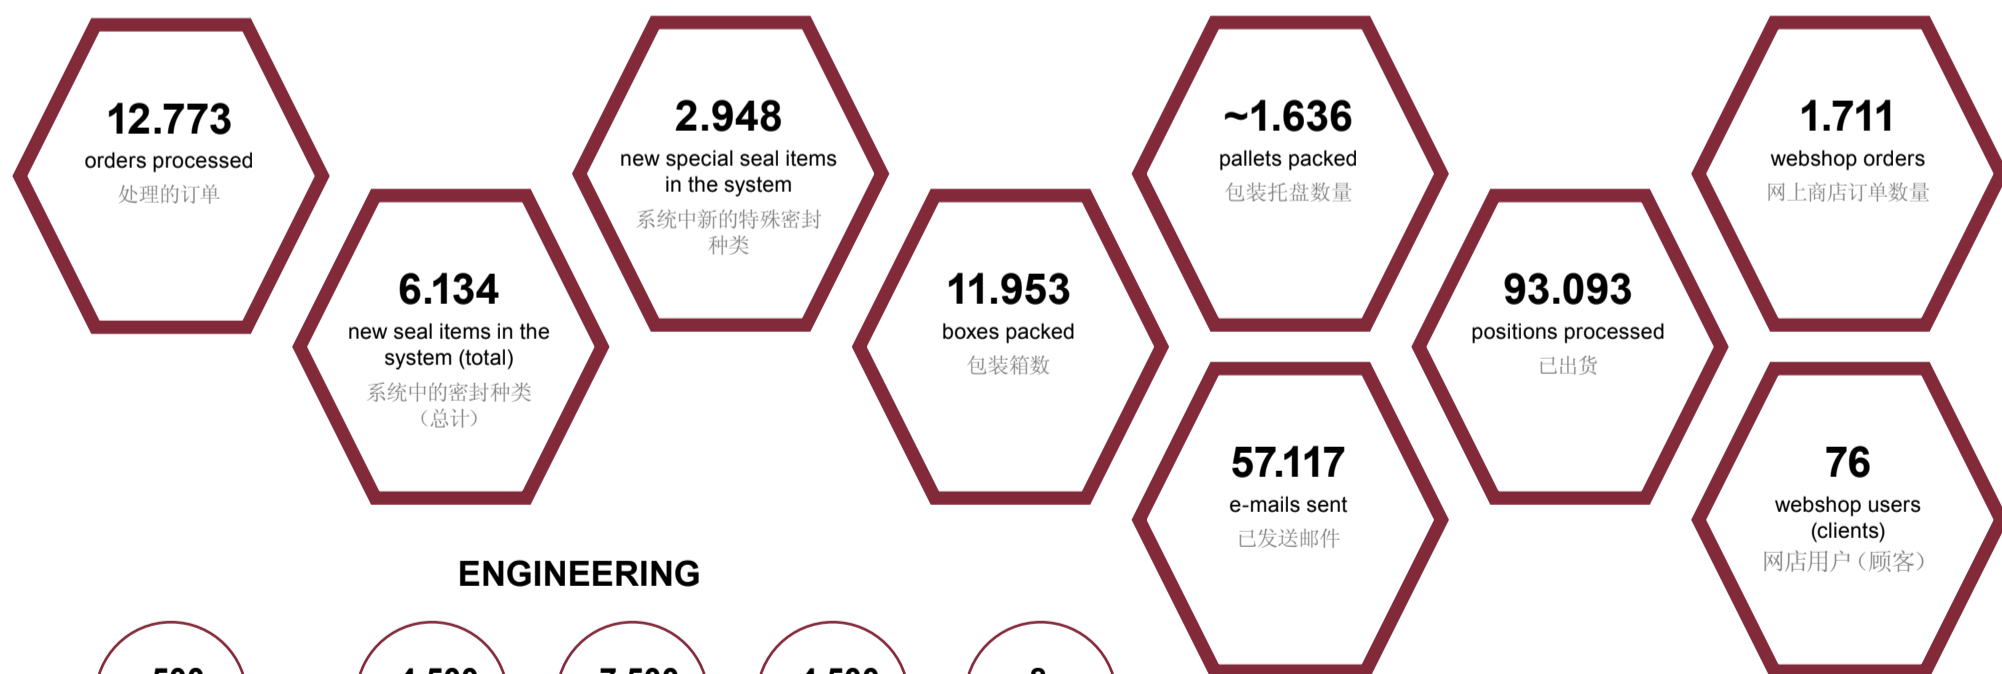 12.773
orders processed
处理的订单
6.134
new seal items in the
system (total)
系统中的密封种类
（总计）
2.948
new special seal items
in the system
系统中新的特殊密封
种类
11.953
boxes packed
包装箱数
~1.636
pallets packed
包装托盘数量
57.117
e-mails sent
已发送邮件
93.093
positions processed
已出货
1.711
webshop orders
网上商店订单数量
76
webshop users
(clients)
网店用户（顾客）
ENGINEERING